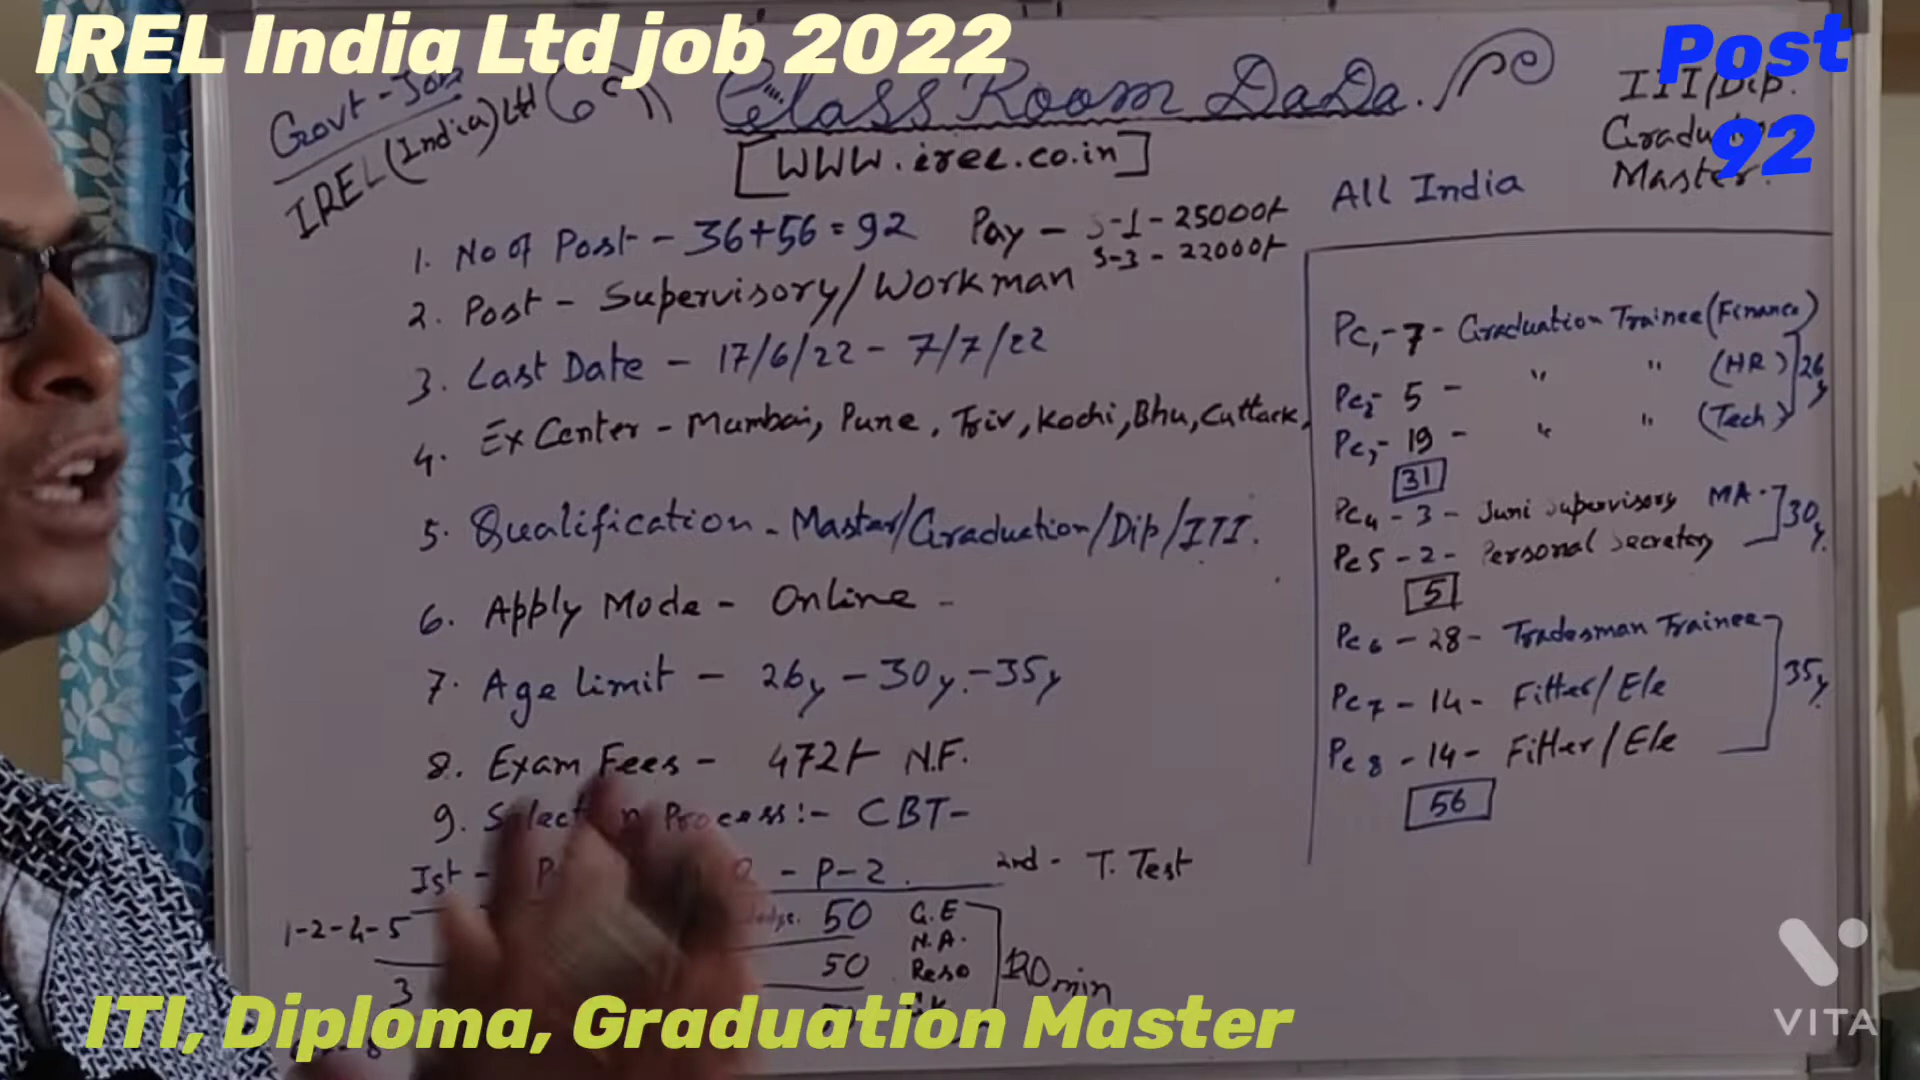 IREL India Ltd job 2022
Post
92
Govt - Job
IREL (India) Ltd
Class Room DaDa.
[WWW.irel.co.in]
III/Dip.
Master.
All India
1. No of Post - 36+56 = 92
Pay - S-1 - 25000/-
S-3 - 22000/-
2. Post - Supervisory/Workman
3. Last Date - 17/6/22 - 7/7/22
4. Ex Center - Mumbai, Pune, Triv, Kochi, Bhu, Cuttack,
5. Qualification - Master/Graduation/Dip/ITI.
6. Apply Mode - Online -
7. Age limit - 26y - 30y. - 35y
8. Exam Fees - 472/- N.F.
9. Process :- CBT -
Ist - - P-2. 2nd - T. Test
1-2-4-5
3
50 G.E
N.A.
50 Reso
120 min
Pc1 - 7 - Graduation Trainee (Finance)
Pc2 - 5 - " " (HR) 26y
Pc3 - 19 - " " (Tech)
31
Pc4 - 3 - Juni Supervisory MA.
Pc5 - 2 - Personal Secretory 30y.
5
Pc6 - 28 - Tradesman Trainee
Pc7 - 14 - Fitter/Ele 35y.
Pc8 - 14 - Fitter/Ele
56
ITI, Diploma, Graduation Master
VITA